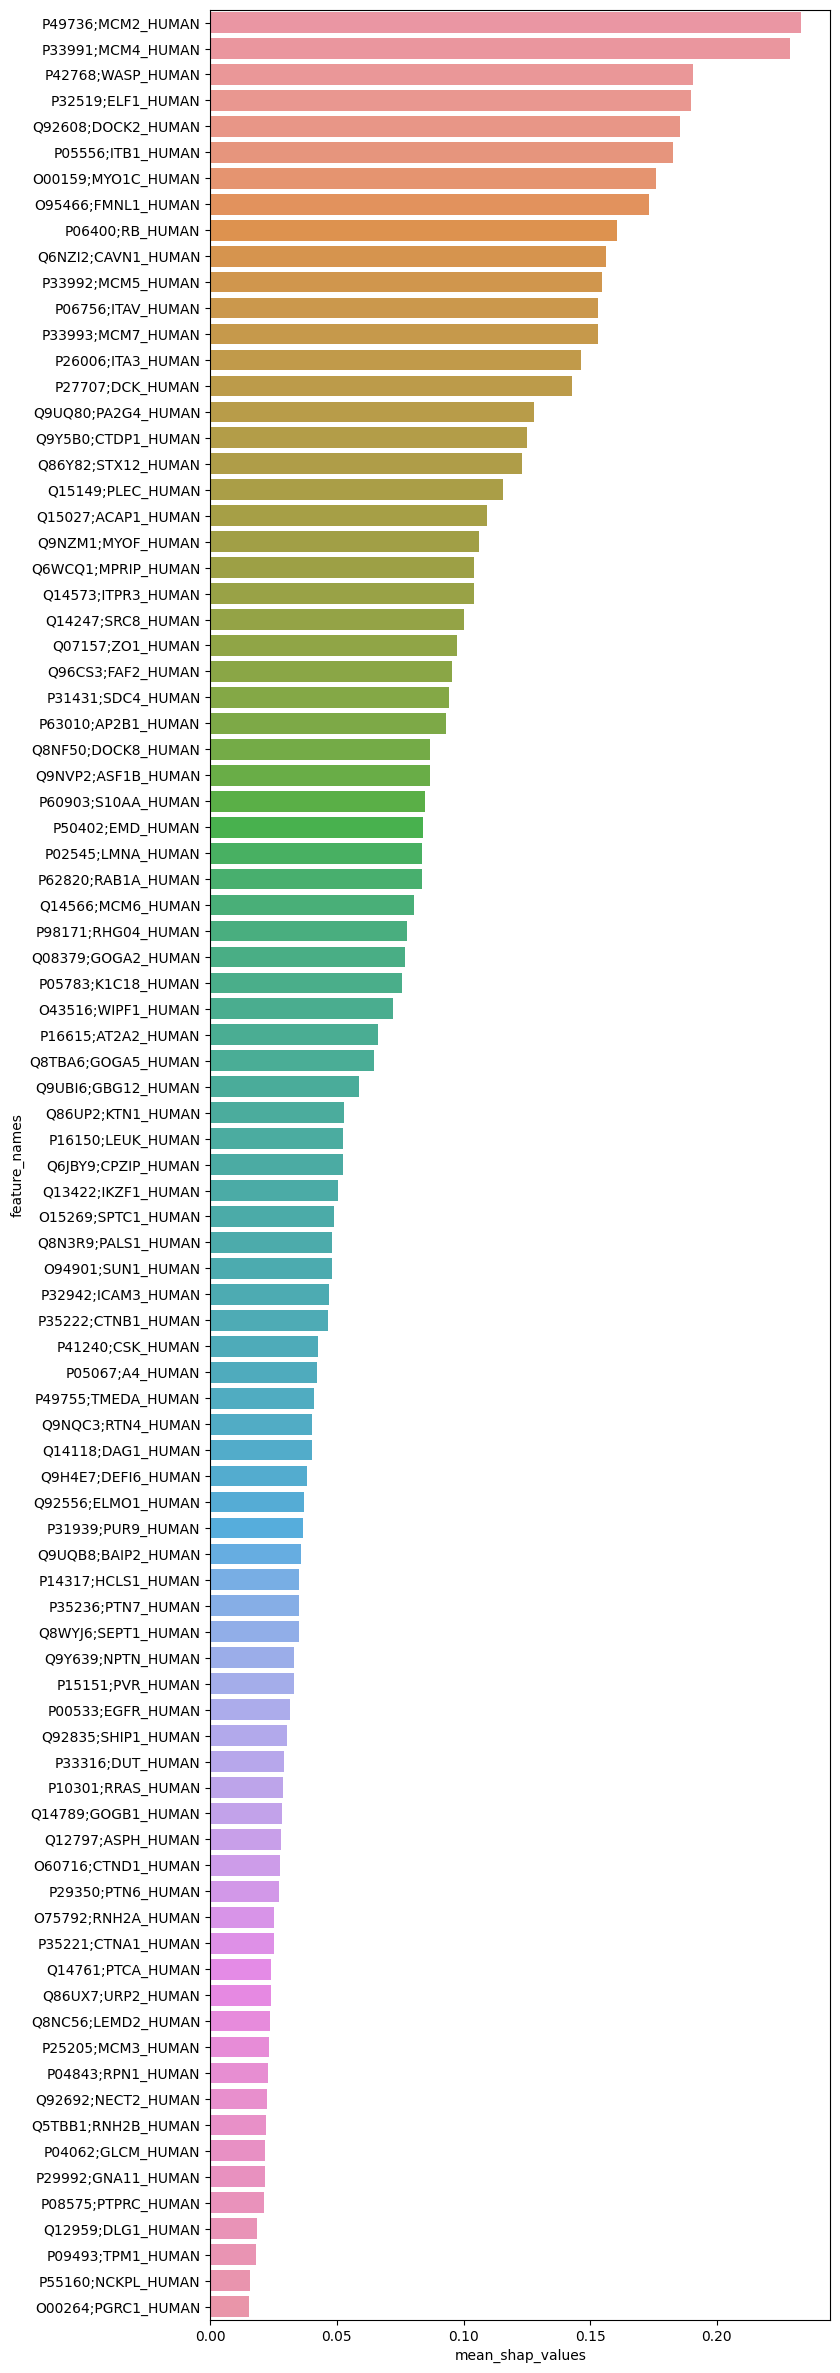 P49736;MCM2_HUMAN
P33991;MCM4_HUMAN
P42768;WASP_HUMAN
P32519;ELF1_HUMAN
Q92608;DOCK2_HUMAN
P05556;ITB1_HUMAN
O00159;MYO1C_HUMAN
O95466;FMNL1_HUMAN
P06400;RB_HUMAN
Q6NZI2;CAVN1_HUMAN
P33992;MCM5_HUMAN
P06756;ITAV_HUMAN
P33993;MCM7_HUMAN
P26006;ITA3_HUMAN
P27707;DCK_HUMAN
Q9UQ80;PA2G4_HUMAN
Q9Y5B0;CTDP1_HUMAN
Q86Y82;STX12_HUMAN
Q15149;PLEC_HUMAN
Q15027;ACAP1_HUMAN
Q9NZM1;MYOF_HUMAN
Q6WCQ1;MPRIP_HUMAN
Q14573;ITPR3_HUMAN
Q14247;SRC8_HUMAN
Q07157;ZO1_HUMAN
Q96CS3;FAF2_HUMAN
P31431;SDC4_HUMAN
P63010;AP2B1_HUMAN
Q8NF50;DOCK8_HUMAN
Q9NVP2;ASF1B_HUMAN
P60903;S10AA_HUMAN
P50402;EMD_HUMAN
P02545;LMNA_HUMAN
P62820;RAB1A_HUMAN
Q14566;MCM6_HUMAN
P98171;RHG04_HUMAN
Q08379;GOGA2_HUMAN
P05783;K1C18_HUMAN
O43516;WIPF1_HUMAN
P16615;AT2A2_HUMAN
Q8TBA6;GOGA5_HUMAN
Q9UBI6;GBG12_HUMAN
Q86UP2;KTN1_HUMAN
P16150;LEUK_HUMAN
Q6JBY9;CPZIP_HUMAN
Q13422;IKZF1_HUMAN
O15269;SPTC1_HUMAN
Q8N3R9;PALS1_HUMAN
O94901;SUN1_HUMAN
P32942;ICAM3_HUMAN
P35222;CTNB1_HUMAN
P41240;CSK_HUMAN
P05067;A4_HUMAN
P49755;TMEDA_HUMAN
Q9NQC3;RTN4_HUMAN
Q14118;DAG1_HUMAN
Q9H4E7;DEFI6_HUMAN
Q92556;ELMO1_HUMAN
P31939;PUR9_HUMAN
Q9UQB8;BAIP2_HUMAN
P14317;HCLS1_HUMAN
P35236;PTN7_HUMAN
Q8WYJ6;SEPT1_HUMAN
Q9Y639;NPTN_HUMAN
P15151;PVR_HUMAN
P00533;EGFR_HUMAN
Q92835;SHIP1_HUMAN
P33316;DUT_HUMAN
P10301;RRAS_HUMAN
Q14789;GOGB1_HUMAN
Q12797;ASPH_HUMAN
O60716;CTND1_HUMAN
P29350;PTN6_HUMAN
O75792;RNH2A_HUMAN
P35221;CTNA1_HUMAN
Q14761;PTCA_HUMAN
Q86UX7;URP2_HUMAN
Q8NC56;LEMD2_HUMAN
P25205;MCM3_HUMAN
P04843;RPN1_HUMAN
Q92692;NECT2_HUMAN
Q5TBB1;RNH2B_HUMAN
P04062;GLCM_HUMAN
P29992;GNA11_HUMAN
P08575;PTPRC_HUMAN
Q12959;DLG1_HUMAN
P09493;TPM1_HUMAN
P55160;NCKPL_HUMAN
O00264;PGRC1_HUMAN
feature_names
0.00 0.05 0.10 0.15 0.20
mean_shap_values